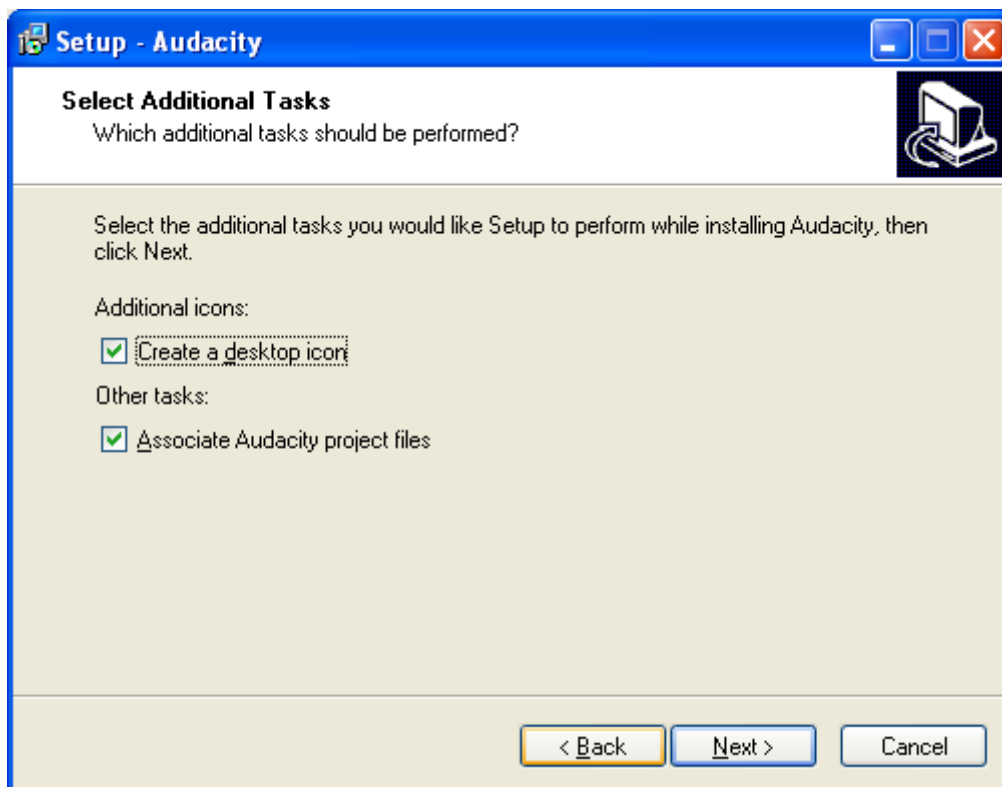 Setup - Audacity
Select Additional Tasks
Which additional tasks should be performed?
Select the additional tasks you would like Setup to perform while installing Audacity, then
click Next.
Additional icons:
Create a desktop icon
Other tasks:
Associate Audacity project files
< Back
Next >
Cancel